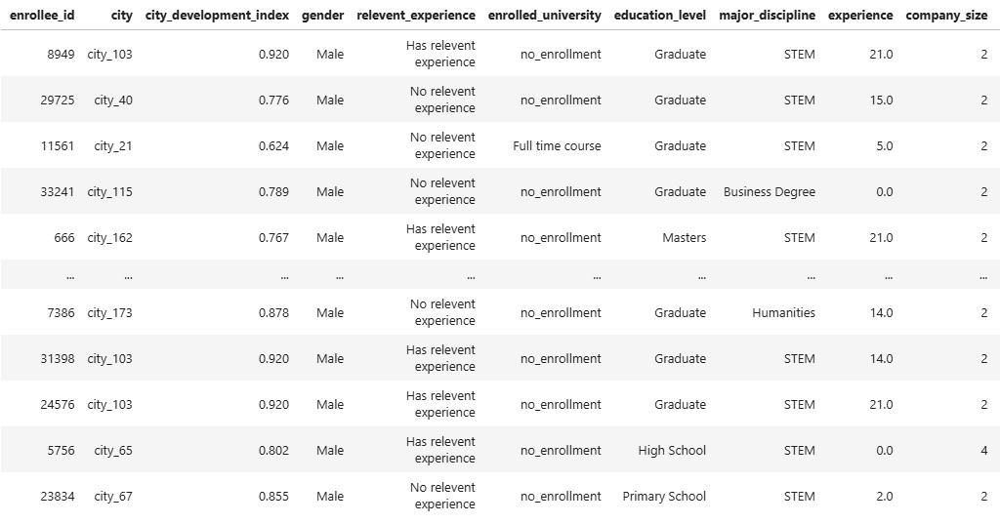 enrollee_id city city_development_index gender relevent_experience enrolled_university education_level major_discipline experience company_size
8949 city_103 0.920 Male Has relevent experience no_enrollment Graduate STEM 21.0 2
29725 city_40 0.776 Male No relevent experience no_enrollment Graduate STEM 15.0 2
11561 city_21 0.624 Male No relevent experience Full time course Graduate STEM 5.0 2
33241 city_115 0.789 Male No relevent experience no_enrollment Graduate Business Degree 0.0 2
666 city_162 0.767 Male Has relevent experience no_enrollment Masters STEM 21.0 2
... ... ... ... ... ... ... ... ... ...
7386 city_173 0.878 Male No relevent experience no_enrollment Graduate Humanities 14.0 2
31398 city_103 0.920 Male Has relevent experience no_enrollment Graduate STEM 14.0 2
24576 city_103 0.920 Male Has relevent experience no_enrollment Graduate STEM 21.0 2
5756 city_65 0.802 Male Has relevent experience no_enrollment High School STEM 0.0 4
23834 city_67 0.855 Male No relevent experience no_enrollment Primary School STEM 2.0 2